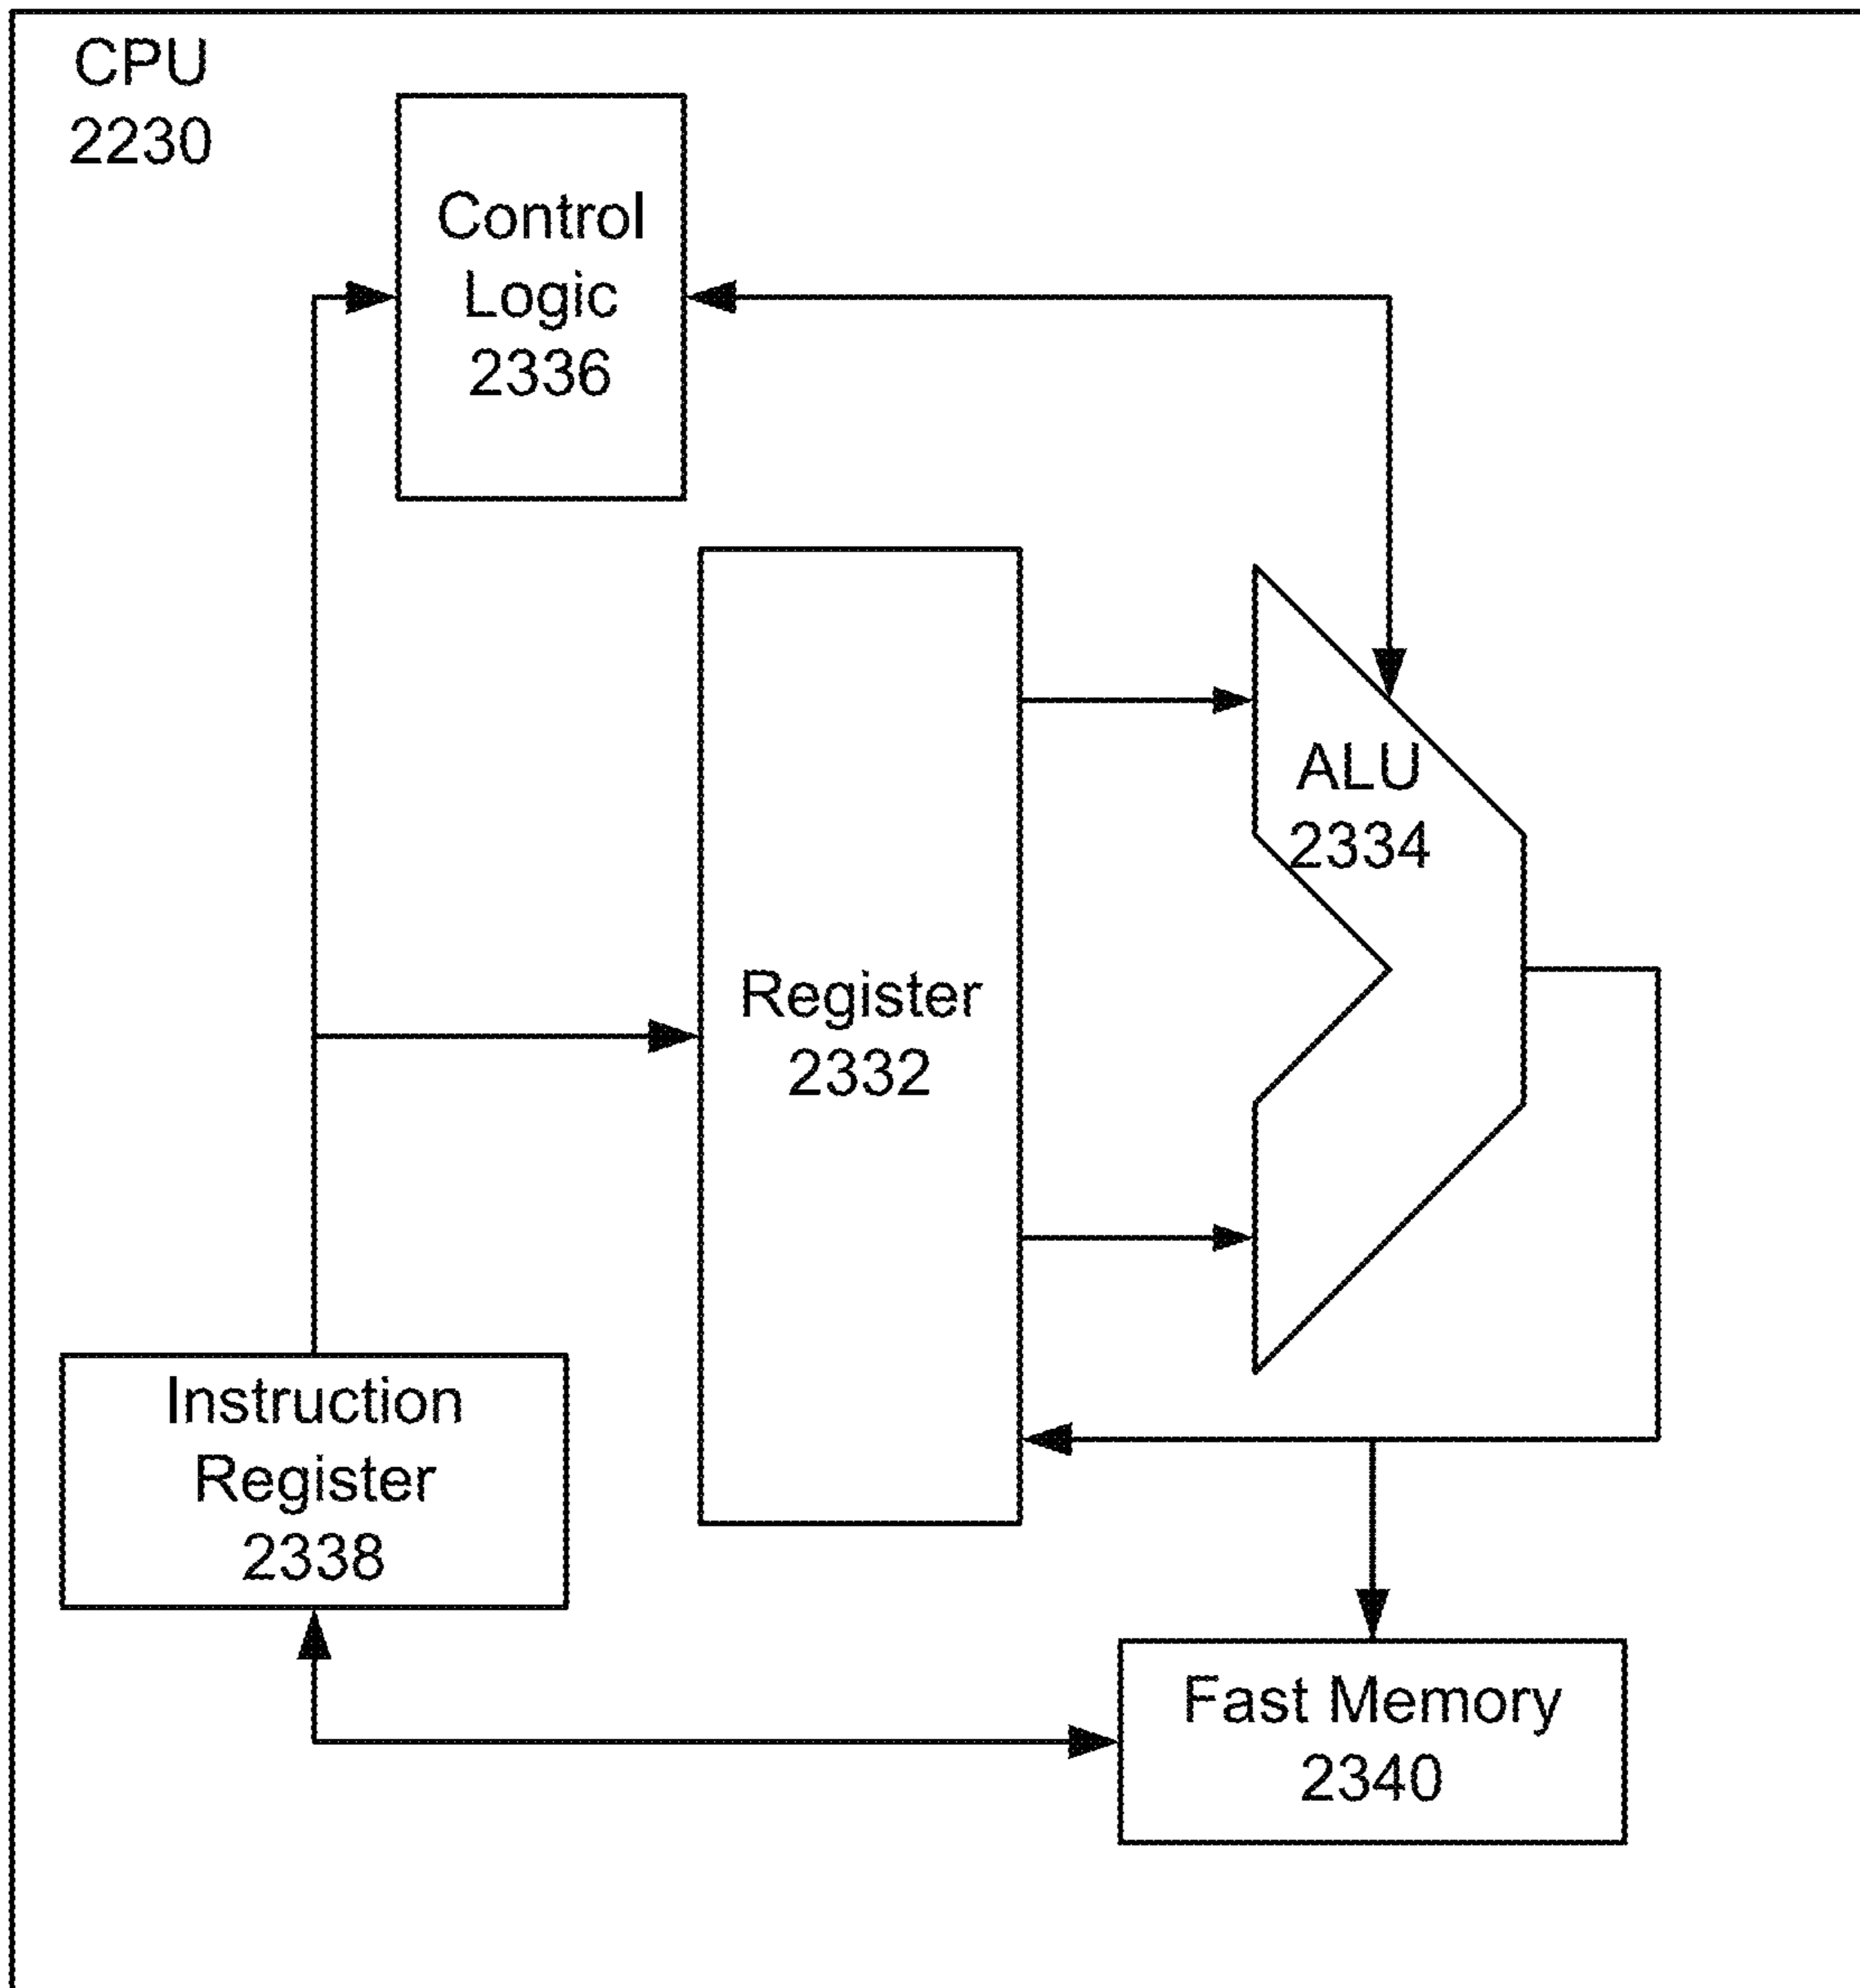 CPU
2230
Control
Logic
2336
ALU
2334
Register
2332
Instruction
Register
2338
Fast Memory
2340